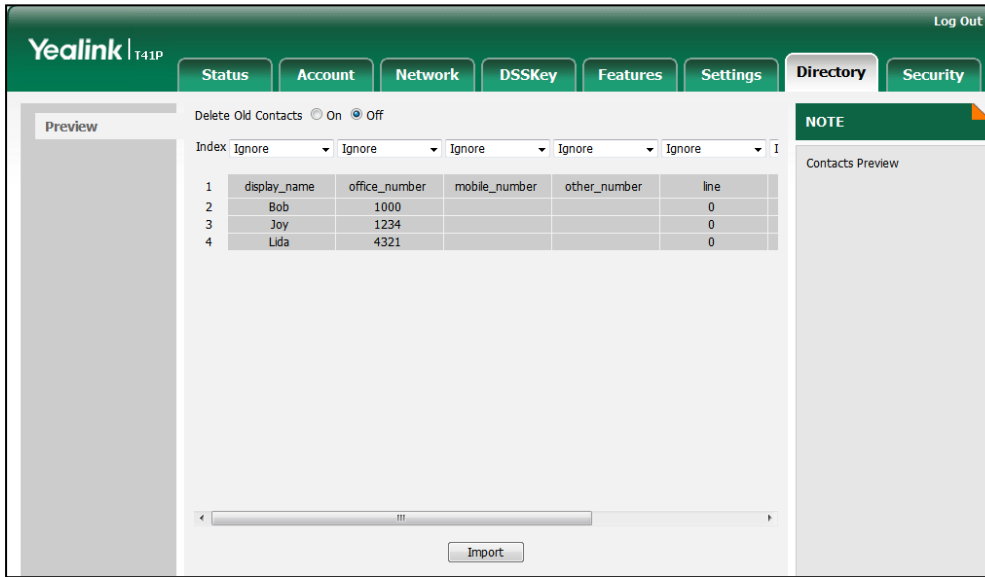 Log Out
Yealink T41P
Status Account Network DSSKey Features Settings Directory Security
Preview
Delete Old Contacts On Off
NOTE
Index Ignore Ignore Ignore Ignore Ignore I
Contacts Preview
1 display_name office_number mobile_number other_number line
2 Bob 1000 0
3 Joy 1234 0
4 Lida 4321 0
Import